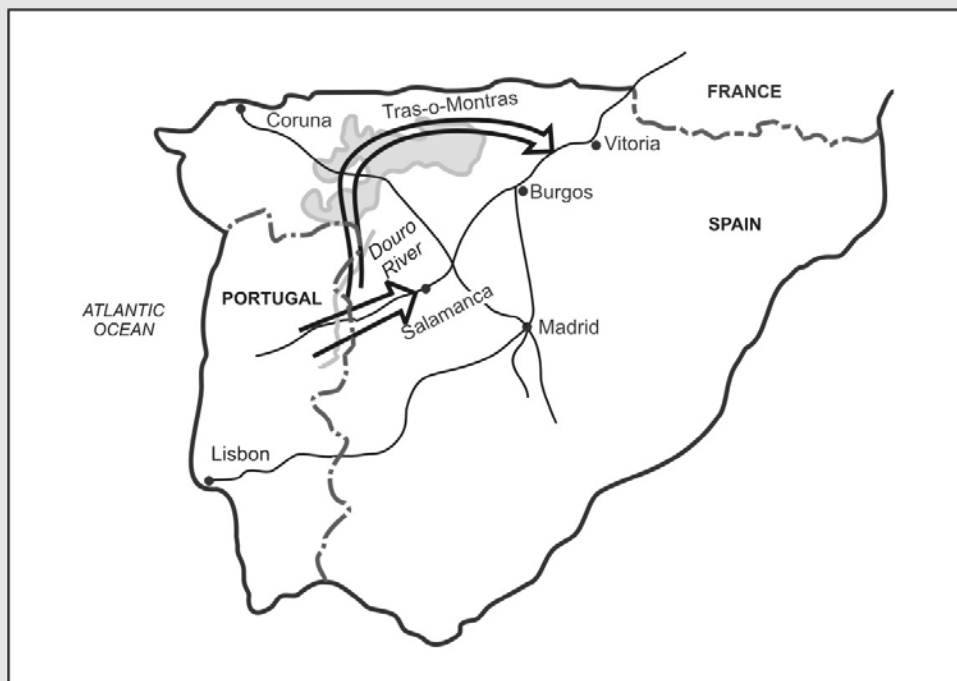 FRANCE
Tras-o-Montras
Coruna
Vitoria
Burgos
SPAIN
Douro
River
PORTUGAL
ATLANTIC
OCEAN
Salamanca
Madrid
Lisbon